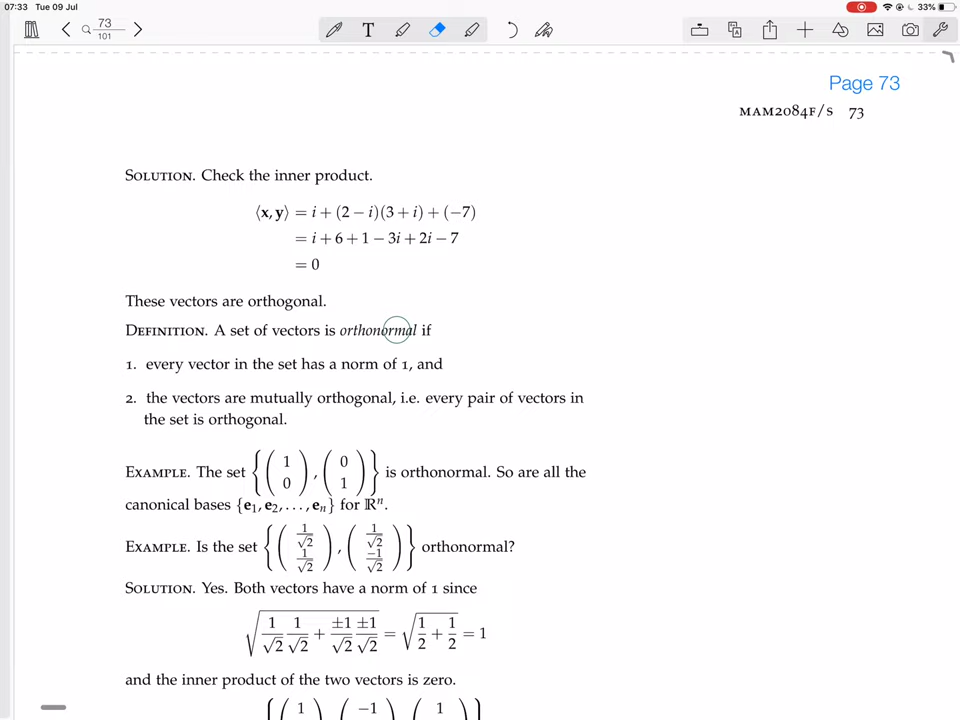 07:33 Tue 09 Jul
33%
73
101
T
Page 73
MAM2084F/S 73
SOLUTION. Check the inner product.
⟨x, y⟩ = i + (2 − i)(3 + i) + (−7)
= i + 6 + 1 − 3i + 2i − 7
= 0
These vectors are orthogonal.
DEFINITION. A set of vectors is orthonormal if
1. every vector in the set has a norm of 1, and
2. the vectors are mutually orthogonal, i.e. every pair of vectors in
the set is orthogonal.
EXAMPLE. The set {(1 0), (0 1)} is orthonormal. So are all the
canonical bases {e₁, e₂, . . . , eₙ} for ℝⁿ.
EXAMPLE. Is the set {(1/√2 1/√2), (1/√2 −1/√2)} orthonormal?
SOLUTION. Yes. Both vectors have a norm of 1 since
√(1/√2 1/√2 + ±1/√2 ±1/√2) = √(1/2 + 1/2) = 1
and the inner product of the two vectors is zero.
{(1 ), (−1 ), (1 )}